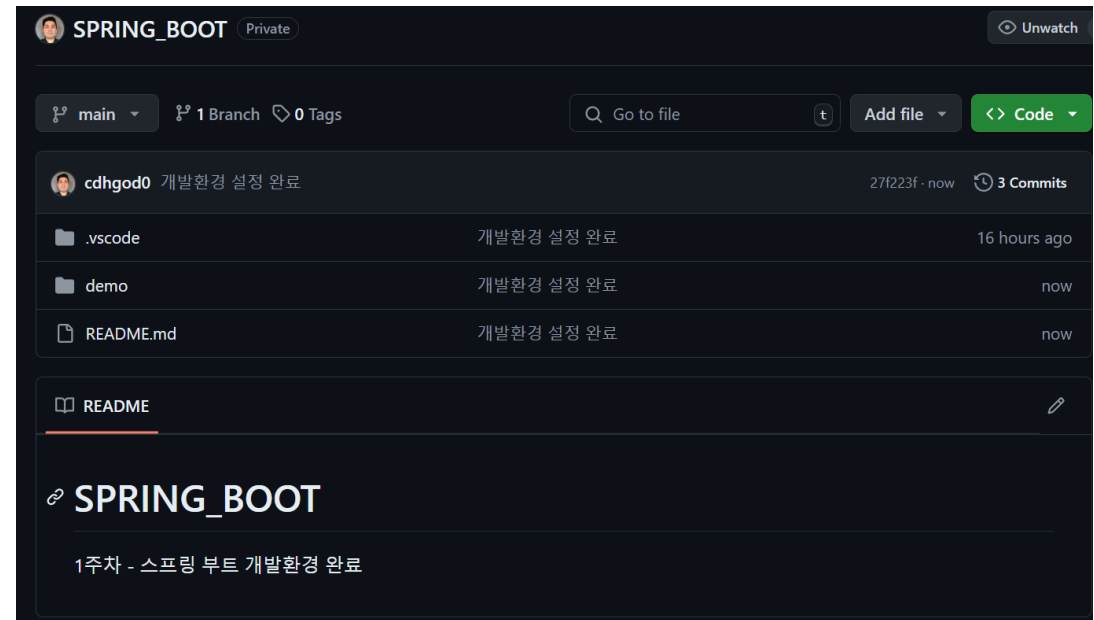 SPRING_BOOT Private Unwatch
main 1 Branch 0 Tags Go to file t Add file Code
cdhgod0 개발환경 설정 완료 27f223f · now 3 Commits
.vscode 개발환경 설정 완료 16 hours ago
demo 개발환경 설정 완료 now
README.md 개발환경 설정 완료 now
README
SPRING_BOOT
1주차 - 스프링 부트 개발환경 완료